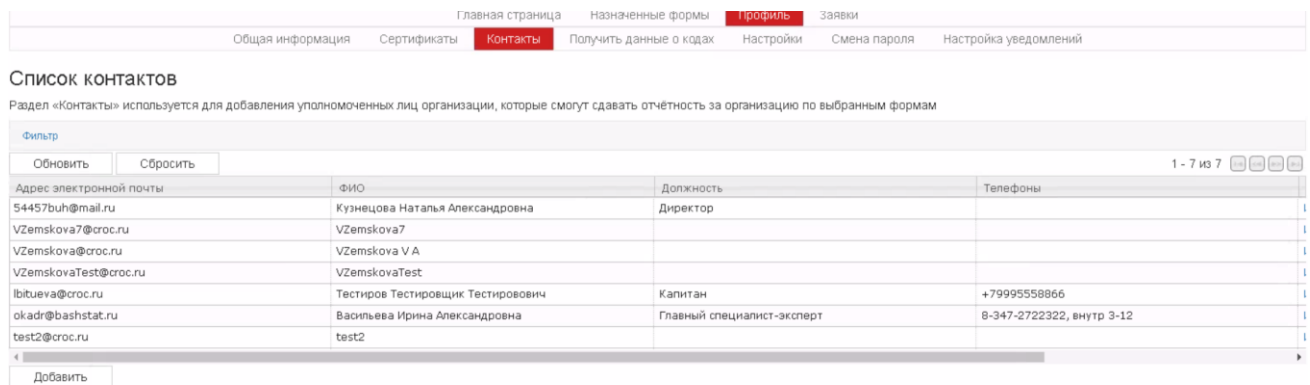 Главная страница Назначенные формы Профиль Заявки
Общая информация Сертификаты Контакты Получить данные о кодах Настройки Смена пароля Настройка уведомлений
Список контактов
Раздел «Контакты» используется для добавления уполномоченных лиц организации, которые смогут сдавать отчётность за организацию по выбранным формам
Фильтр
Обновить Сбросить 1 - 7 из 7
Адрес электронной почты ФИО Должность Телефоны
54457buh@mail.ru Кузнецова Наталья Александровна Директор
VZemskova7@croc.ru VZemskova7
VZemskova@croc.ru VZemskova V A
VZemskovaTest@croc.ru VZemskovaTest
lbitueva@croc.ru Тестиров Тестировщик Тестировович Капитан +79995558866
okadr@bashstat.ru Васильева Ирина Александровна Главный специалист-эксперт 8-347-2722322, внутр 3-12
test2@croc.ru test2
Добавить